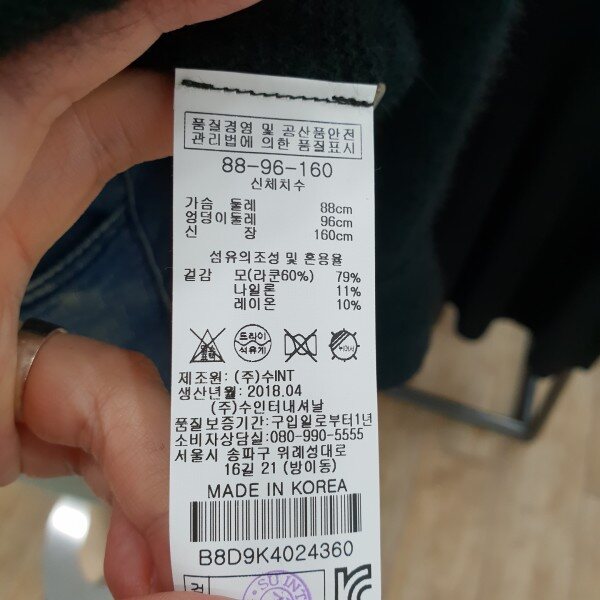 품질경영 및 공산품안전
관리법에 의한 품질표시
88-96-160
신체치수
가슴 둘레 88cm
엉덩이둘레 96cm
신 장 160cm
섬유의조성 및 혼용율
겉감 모(라쿤60%) 79%
나일론 11%
레이온 10%
드라이
석유계
제조원: (주)수INT
생산년월: 2018.04
(주)수인터내셔날
품질보증기간:구입일로부터1년
소비자상담실:080-990-5555
서울시 송파구 위례성대로
16길 21 (방이동)
MADE IN KOREA
B8D9K4024360
SU INT